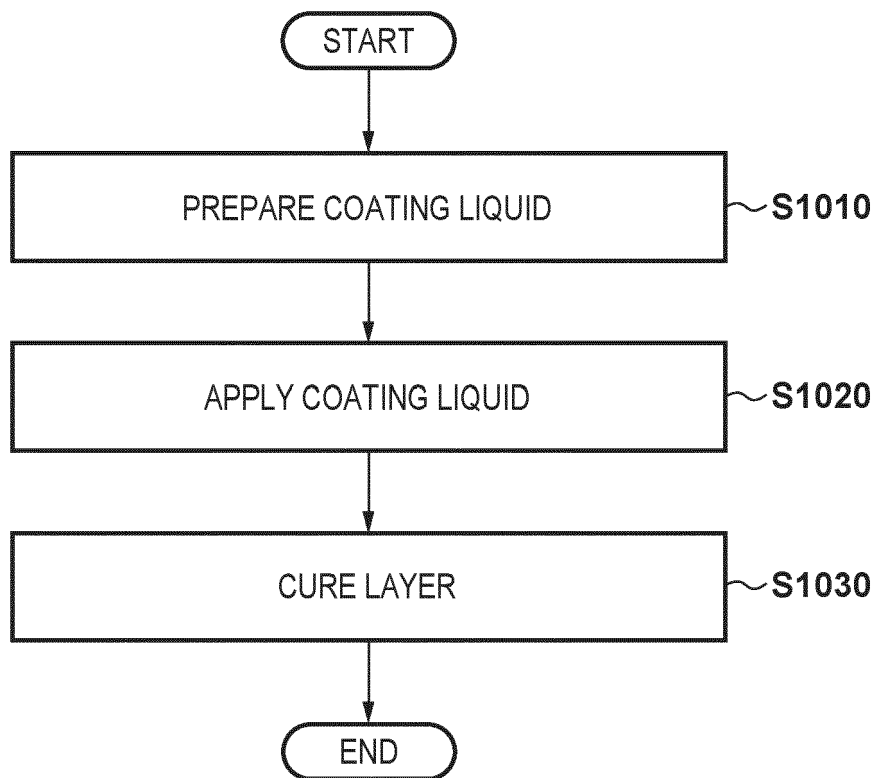 START
PREPARE COATING LIQUID
S1010
APPLY COATING LIQUID
S1020
CURE LAYER
S1030
END